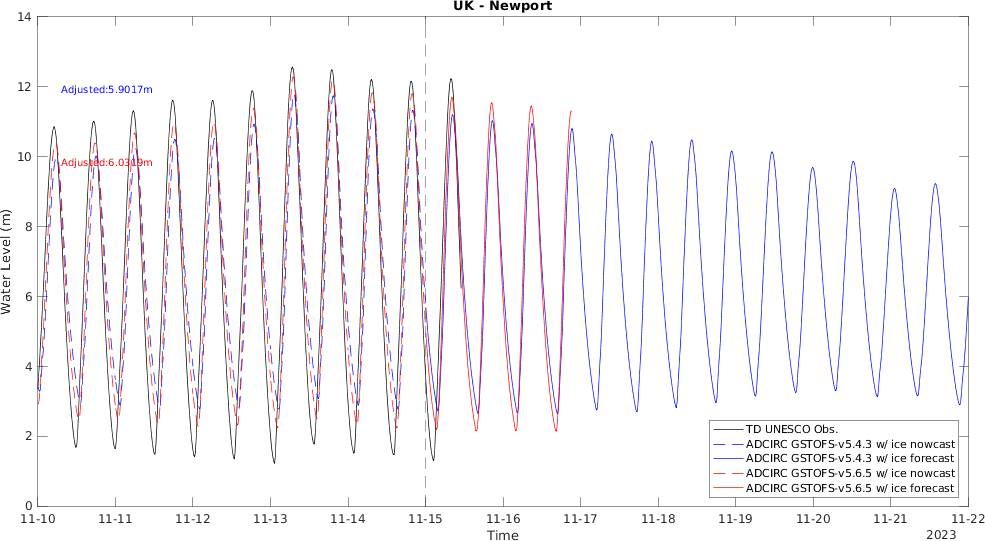 UK - Newport
14
12
10
8
6
4
2
0
Water Level (m)
Adjusted:5.9017m
Adjusted:6.0319m
TD UNESCO Obs.
ADCIRC GSTOFS-v5.4.3 w/ ice nowcast
ADCIRC GSTOFS-v5.4.3 w/ ice forecast
ADCIRC GSTOFS-v5.6.5 w/ ice nowcast
ADCIRC GSTOFS-v5.6.5 w/ ice forecast
11-10 11-11 11-12 11-13 11-14 11-15 11-16 11-17 11-18 11-19 11-20 11-21 11-22
Time
2023